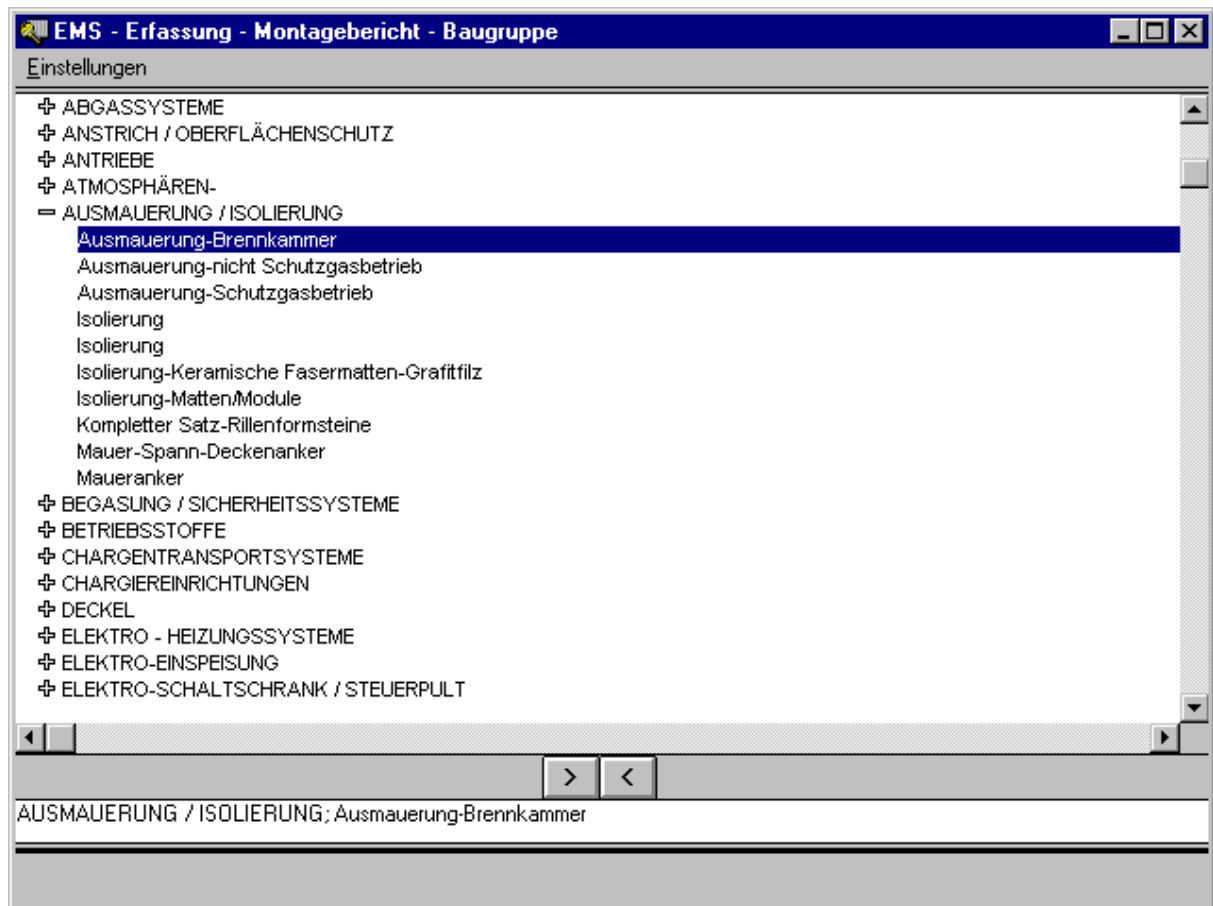 EMS - Erfassung - Montagebericht - Baugruppe
Einstellungen
ABGASSYSTEME
ANSTRICH / OBERFLÄCHENSCHUTZ
ANTRIEBE
ATMOSPHÄREN-
AUSMAUERUNG / ISOLIERUNG
Ausmauerung-Brennkammer
Ausmauerung-nicht Schutzgasbetrieb
Ausmauerung-Schutzgasbetrieb
Isolierung
Isolierung
Isolierung-Keramische Fasermatten-Grafitfilz
Isolierung-Matten/Module
Kompletter Satz-Rillenformsteine
Mauer-Spann-Deckenanker
Maueranker
BEGASUNG / SICHERHEITSSYSTEME
BETRIEBSSTOFFE
CHARGENTRANSPORTSYSTEME
CHARGIEREINRICHTUNGEN
DECKEL
ELEKTRO - HEIZUNGSSYSTEME
ELEKTRO-EINSPEISUNG
ELEKTRO-SCHALTSCHRANK / STEUERPULT
> <
AUSMAUERUNG / ISOLIERUNG; Ausmauerung-Brennkammer